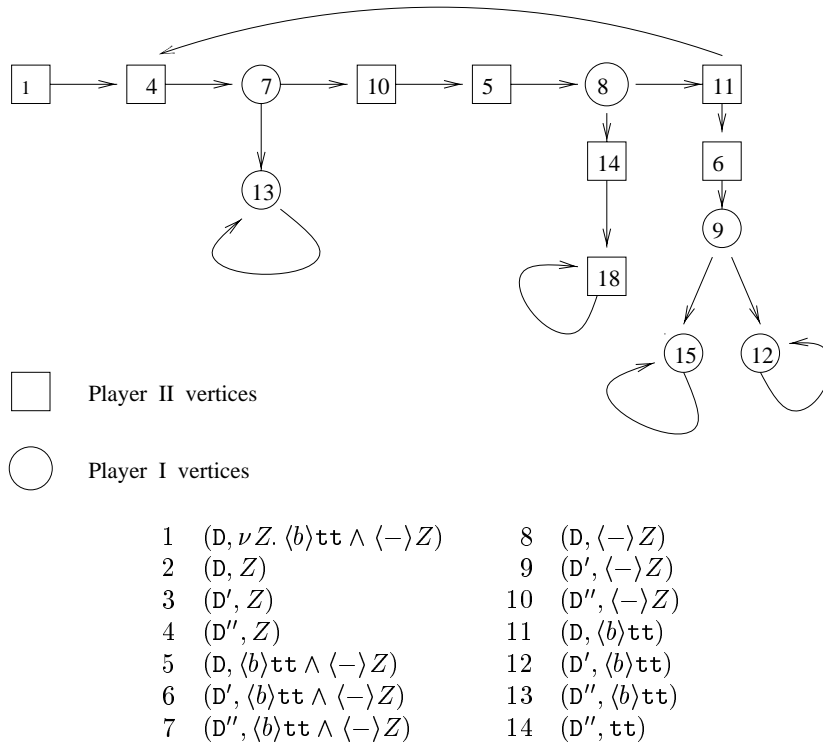 1 4 7 10 5 8 11
13 14 6
9
18
15 12
Player II vertices
Player I vertices
1 (D, νZ. ⟨b⟩tt ∧ ⟨−⟩Z) 8 (D, ⟨−⟩Z)
2 (D, Z) 9 (D′, ⟨−⟩Z)
3 (D′, Z) 10 (D″, ⟨−⟩Z)
4 (D″, Z) 11 (D, ⟨b⟩tt)
5 (D, ⟨b⟩tt ∧ ⟨−⟩Z) 12 (D′, ⟨b⟩tt)
6 (D′, ⟨b⟩tt ∧ ⟨−⟩Z) 13 (D″, ⟨b⟩tt)
7 (D″, ⟨b⟩tt ∧ ⟨−⟩Z) 14 (D″, tt)